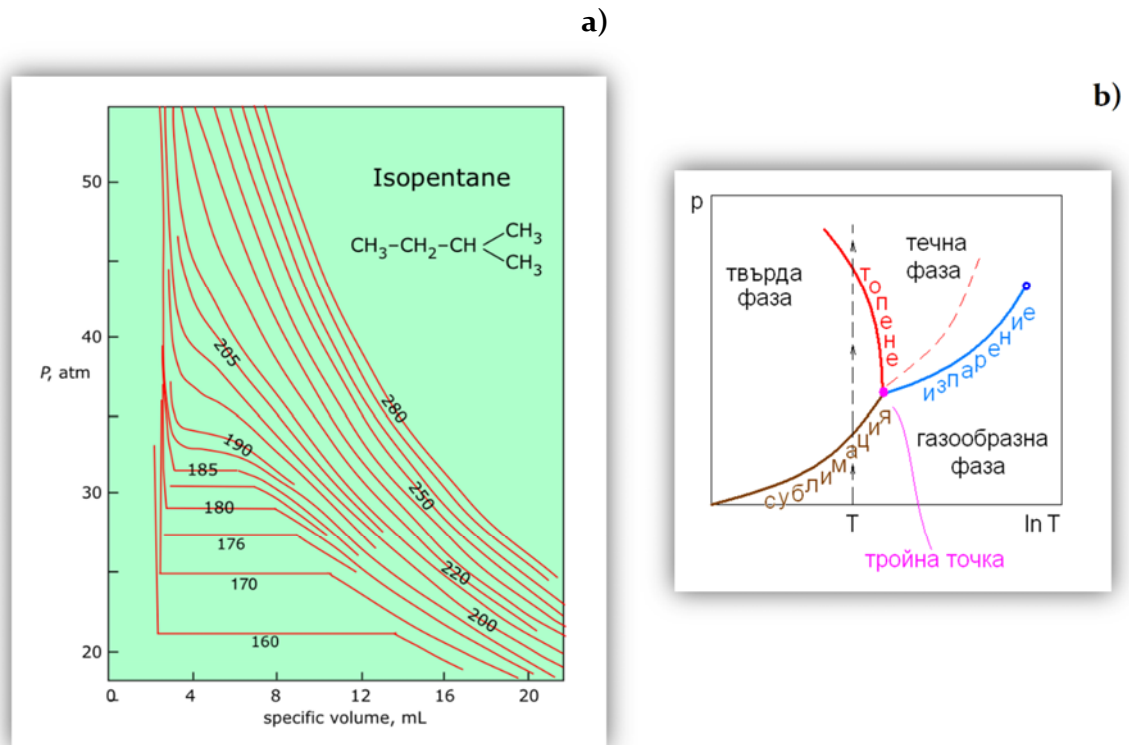 a)
b)
Isopentane
CH3–CH2–CH
CH3
CH3
P, atm
50
40
30
20
205
190
185
180
176
170
160
280
250
220
200
0
4
8
12
16
20
specific volume, mL
p
твърда
фаза
течна
фаза
топене
изпарение
сублимация
газообразна
фаза
T
ln T
тройна точка